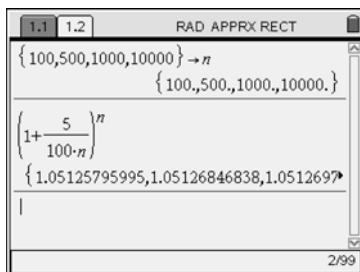 1.1 1.2 RAD APPRX RECT
{100,500,1000,10000}→n
{100.,500.,1000.,10000.}
(1+5/(100·n))^n
{1.05125795995,1.05126846838,1.0512697▸
2/99